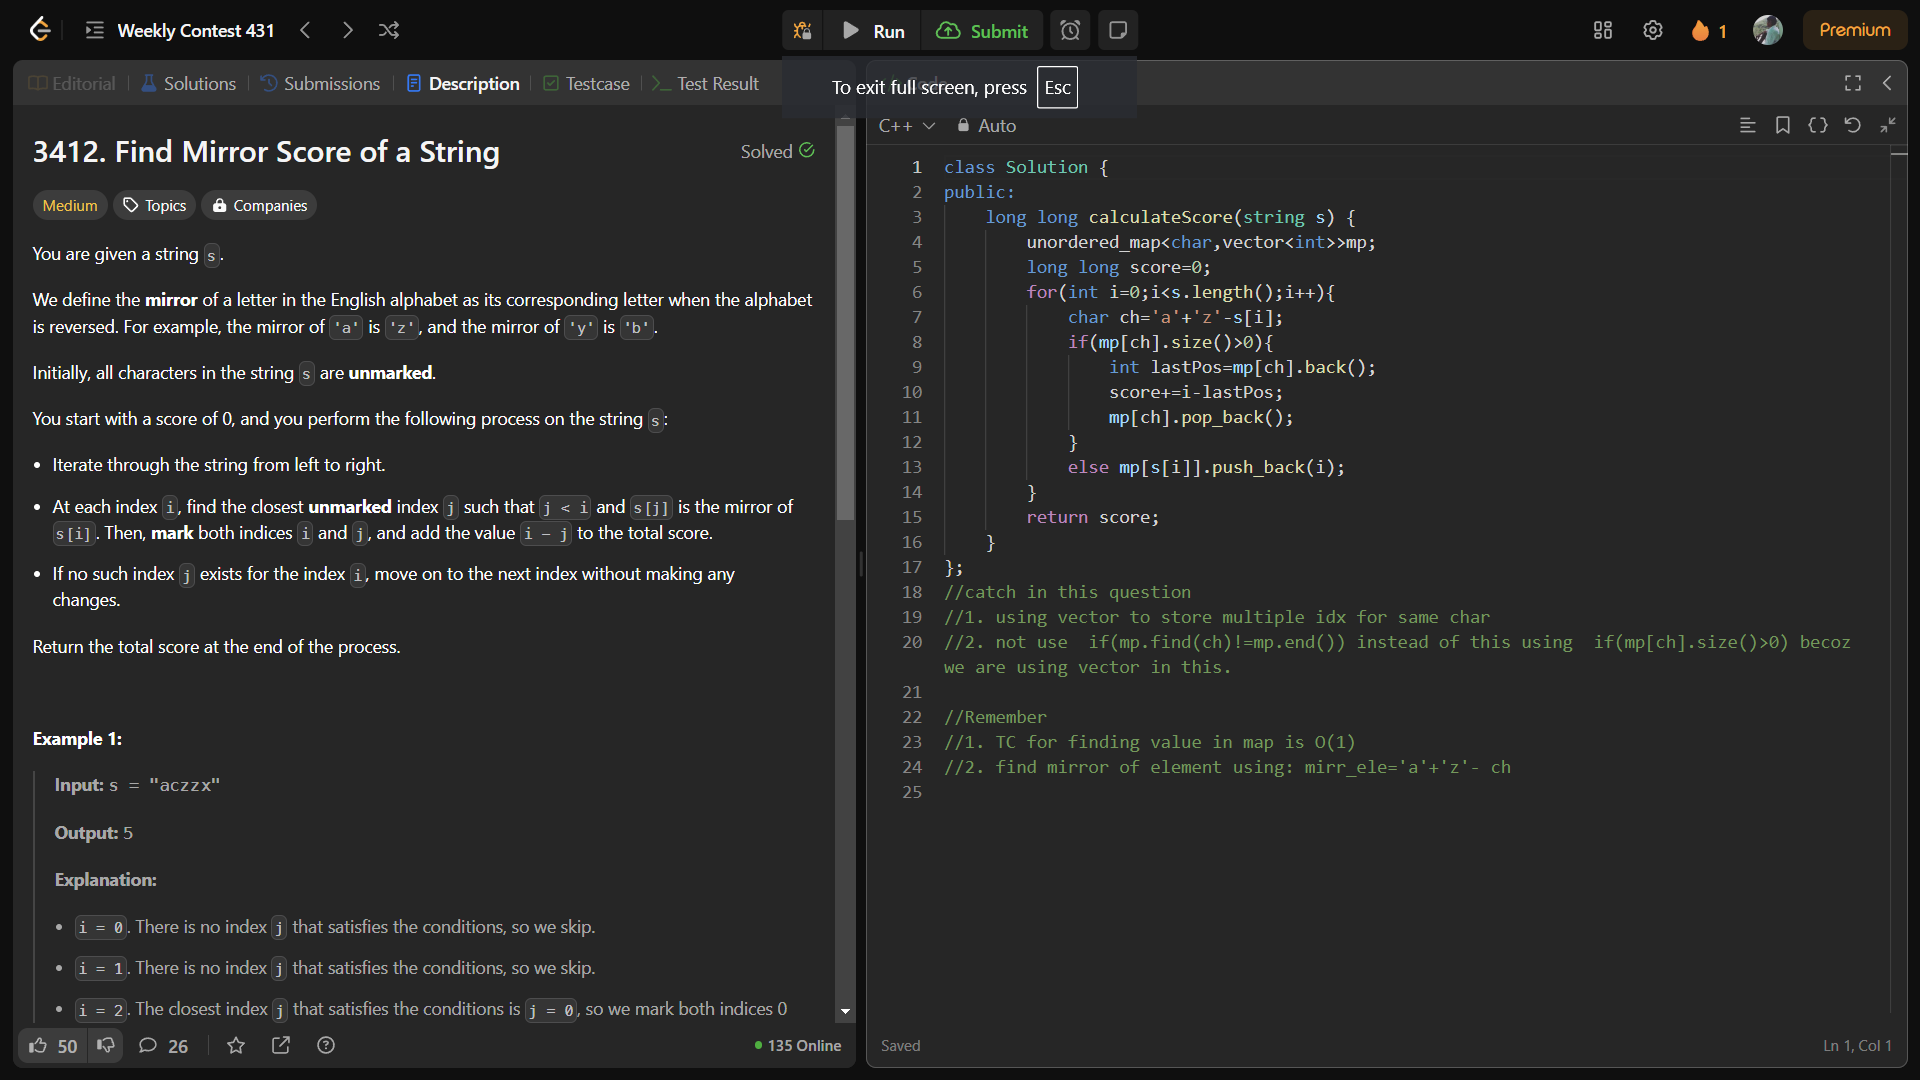 Weekly Contest 431
Run
Submit
1
Premium
Editorial
Solutions
Submissions
Description
Testcase
Test Result
To exit full screen, press Esc
3412. Find Mirror Score of a String
Solved
Medium
Topics
Companies
You are given a string s.
We define the mirror of a letter in the English alphabet as its corresponding letter when the alphabet
is reversed. For example, the mirror of 'a' is 'z', and the mirror of 'y' is 'b'.
Initially, all characters in the string s are unmarked.
You start with a score of 0, and you perform the following process on the string s:
• Iterate through the string from left to right.
• At each index i, find the closest unmarked index j such that j < i and s[j] is the mirror of
s[i]. Then, mark both indices i and j, and add the value i - j to the total score.
• If no such index j exists for the index i, move on to the next index without making any
changes.
Return the total score at the end of the process.
Example 1:
Input: s = "aczzx"
Output: 5
Explanation:
• i = 0. There is no index j that satisfies the conditions, so we skip.
• i = 1. There is no index j that satisfies the conditions, so we skip.
• i = 2. The closest index j that satisfies the conditions is j = 0, so we mark both indices 0
50
26
135 Online
Code
C++
Auto
1 class Solution {
2 public:
3     long long calculateScore(string s) {
4         unordered_map<char,vector<int>>mp;
5         long long score=0;
6         for(int i=0;i<s.length();i++){
7             char ch='a'+'z'-s[i];
8             if(mp[ch].size()>0){
9                 int lastPos=mp[ch].back();
10                 score+=i-lastPos;
11                 mp[ch].pop_back();
12             }
13             else mp[s[i]].push_back(i);
14         }
15         return score;
16     }
17 };
18 //catch in this question
19 //1. using vector to store multiple idx for same char
20 //2. not use  if(mp.find(ch)!=mp.end()) instead of this using  if(mp[ch].size()>0) becoz
we are using vector in this.
21
22 //Remember
23 //1. TC for finding value in map is O(1)
24 //2. find mirror of element using: mirr_ele='a'+'z'- ch
25
Saved
Ln 1, Col 1